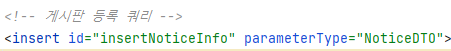 <!-- 게시판 등록 쿼리 -->
<insert id="insertNoticeInfo" parameterType="NoticeDTO">